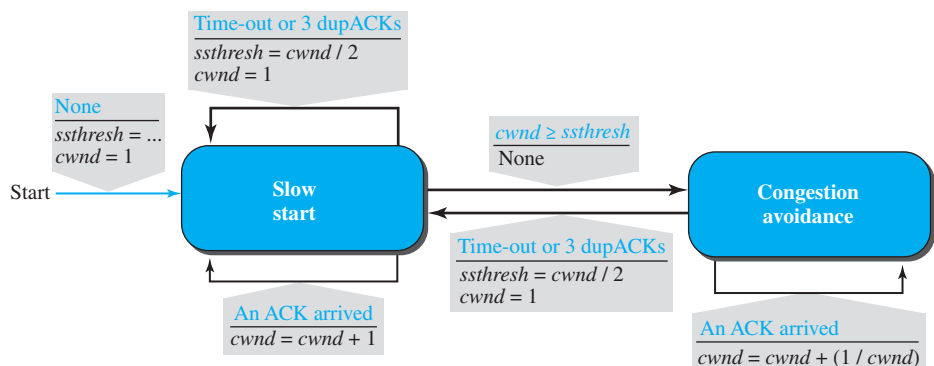 Time-out or 3 dupACKs
ssthresh = cwnd / 2
cwnd = 1
None
ssthresh = ...
cwnd = 1
Start
Slow
start
cwnd ≥ ssthresh
None
Congestion
avoidance
Time-out or 3 dupACKs
ssthresh = cwnd / 2
cwnd = 1
An ACK arrived
cwnd = cwnd + 1
An ACK arrived
cwnd = cwnd + (1 / cwnd)